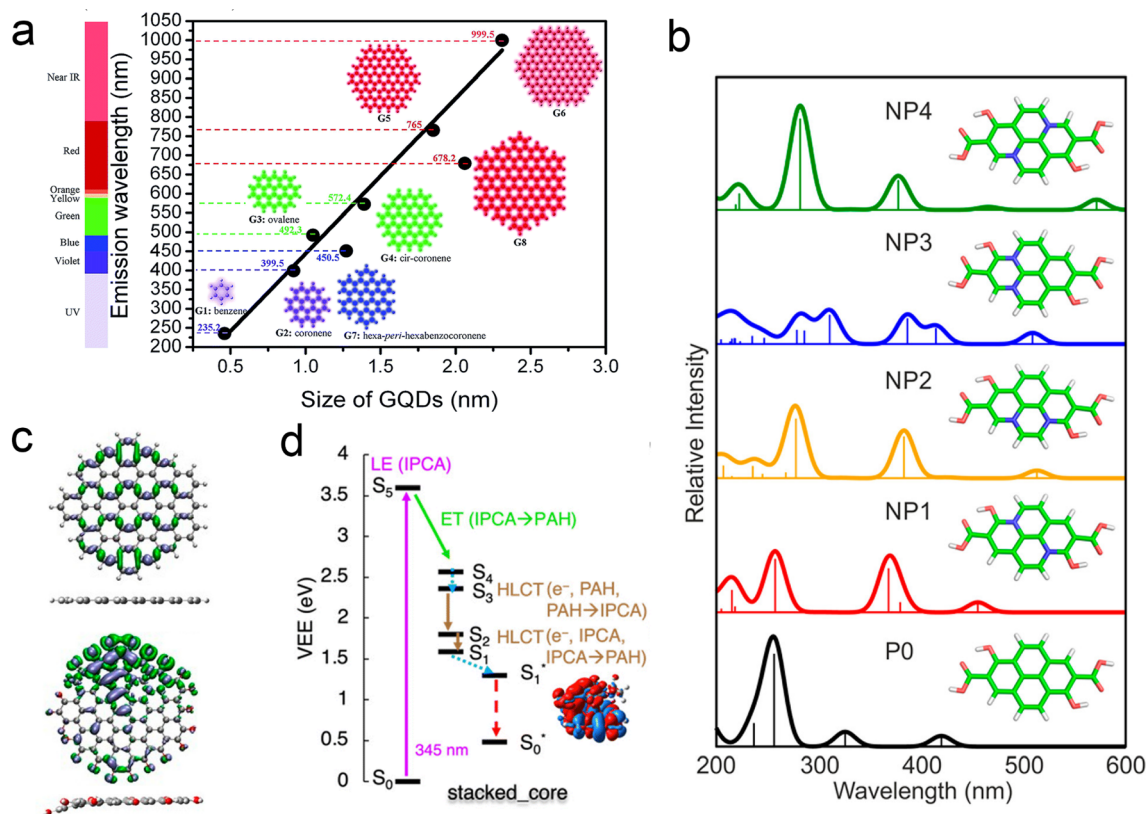 a
Near IR
Red
Orange
Yellow
Green
Blue
Violet
UV
Emission wavelength (nm)
1050
1000
950
900
850
800
750
700
650
600
550
500
450
400
350
300
250
200
999.5
765
678.2
572.4
492.3
450.5
399.5
235.2
G5
G6
G3: ovalene
G4: cir-coronene
G8
G1: benzene
G2: coronene
G7: hexa-peri-hexabenzocoronene
0.5 1.0 1.5 2.0 2.5 3.0
Size of GQDs (nm)
b
NP4
NP3
NP2
NP1
P0
Relative Intensity
200 300 400 500 600
Wavelength (nm)
c
d
VEE (eV)
4
3.5
3
2.5
2
1.5
1
0.5
0
LE (IPCA)
S5
ET (IPCA→PAH)
S4
S3
HLCT (e⁻, PAH,
PAH→IPCA)
S2
S1
HLCT (e⁻, IPCA,
IPCA→PAH)
S1*
S0*
345 nm
S0
stacked_core